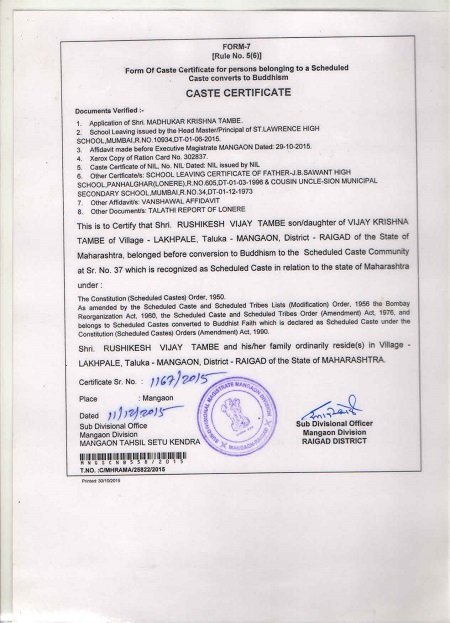 FORM-7
[Rule No. 5(6)]
Form Of Caste Certificate for persons belonging to a Scheduled
Caste converts to Buddhism
CASTE CERTIFICATE
Documents Verified :-
1. Application of Shri. MADHUKAR KRISHNA TAMBE.
2. School Leaving issued by the Head Master/Principal of ST.LAWRENCE HIGH
SCHOOL,MUMBAI,R.NO.10934,DT-01-06-2015.
3. Affidavit made before Executive Magistrate MANGAON Dated: 29-10-2015.
4. Xerox Copy of Ration Card No. 302837.
5. Caste Certificate of NIL, No. NIL Dated: NIL issued by NIL
6. Other Certificate/s: SCHOOL LEAVING CERTIFICATE OF FATHER-J.B.SAWANT HIGH
SCHOOL,PANHALGHAR(LONERE),R.NO.605,DT-01-03-1996 & COUSIN UNCLE-SION MUNICIPAL
SECONDARY SCHOOL,MUMBAI,R.NO.34,DT-01-12-1973
7. Other Affidavit/s: VANSHAWAL AFFIDAVIT
8. Other Document/s: TALATHI REPORT OF LONERE
This is to Certify that Shri. RUSHIKESH VIJAY TAMBE son/daughter of VIJAY KRISHNA
TAMBE of Village - LAKHPALE, Taluka - MANGAON, District - RAIGAD of the State of
Maharashtra, belonged before conversion to Buddhism to the Scheduled Caste Community
at Sr. No. 37 which is recognized as Scheduled Caste in relation to the state of Maharashtra
under :
The Constitution (Scheduled Castes) Order, 1950.
As amended by the Scheduled Caste and Scheduled Tribes Lists (Modification) Order, 1956 the Bombay
Reorganization Act, 1960, the Scheduled Caste and Scheduled Tribes Order (Amendment) Act, 1976, and
belongs to Scheduled Castes converted to Buddhist Faith which is declared as Scheduled Caste under the
Constitution (Scheduled Castes) Orders (Amendment) Act, 1990.
Shri. RUSHIKESH VIJAY TAMBE and his/her family ordinarily reside(s) in Village -
LAKHPALE, Taluka - MANGAON, District - RAIGAD of the State of MAHARASHTRA.
Certificate Sr. No. : 1167/2015
Place : Mangaon
Dated 11/12/2015
Sub Divisional Officer
Mangaon Division
MANGAON TAHSIL SETU KENDRA
Sub Divisional Officer
Mangaon Division
RAIGAD DISTRICT
SUB-DIVISIONAL MAGISTRATE MANGAON DIVISION
T.NO. :C/MHRAMA/25822/2015
Printed: 30/10/2015